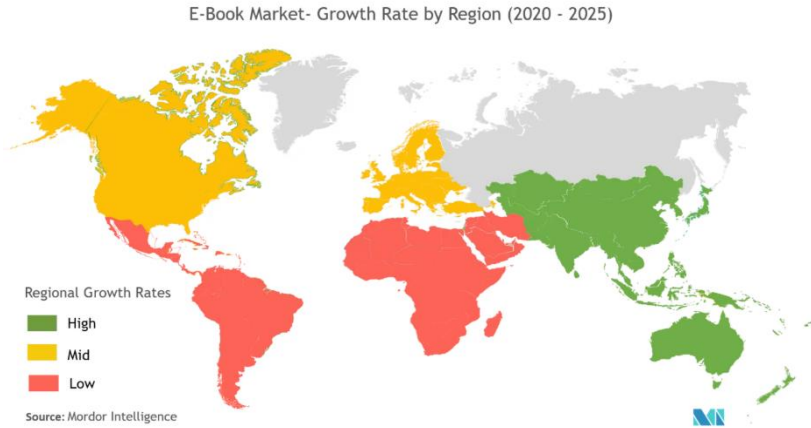 E-Book Market- Growth Rate by Region (2020 - 2025)
Regional Growth Rates
High
Mid
Low
Source: Mordor Intelligence